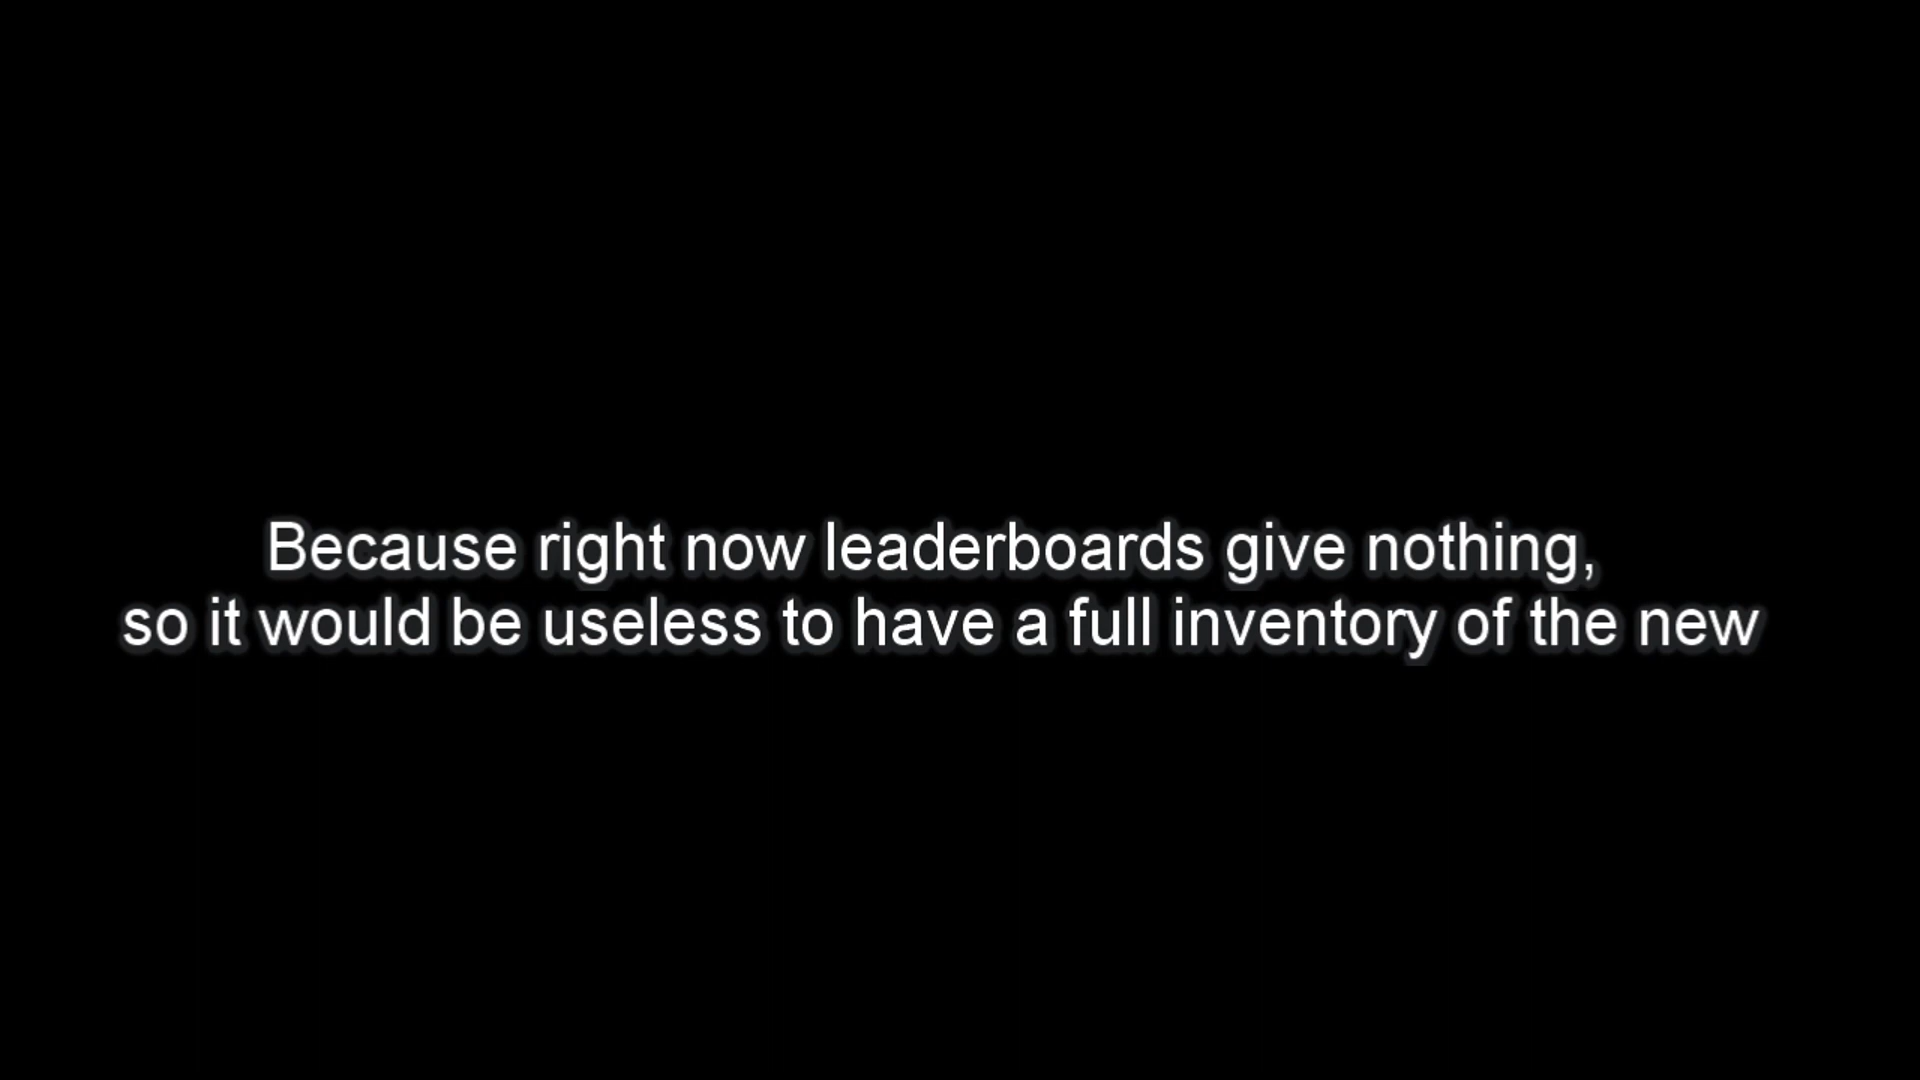 Because right now leaderboards give nothing,
so it would be useless to have a full inventory of the new